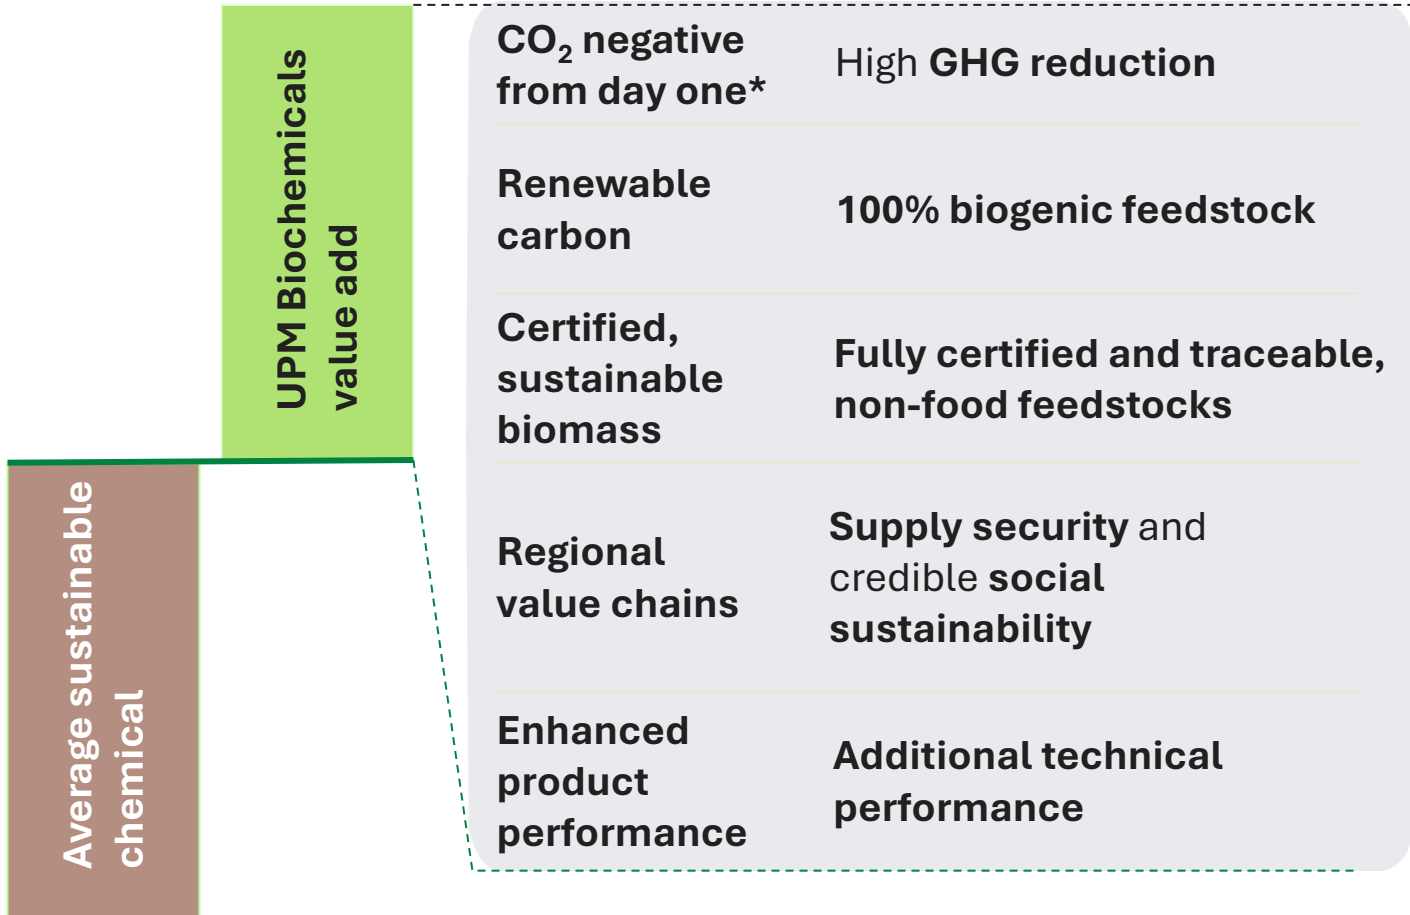 UPM Biochemicals
value add
Average sustainable
chemical
CO₂ negative
from day one*
High GHG reduction
Renewable
carbon
100% biogenic feedstock
Certified,
sustainable
biomass
Fully certified and traceable,
non-food feedstocks
Regional
value chains
Supply security and
credible social
sustainability
Enhanced
product
performance
Additional technical
performance